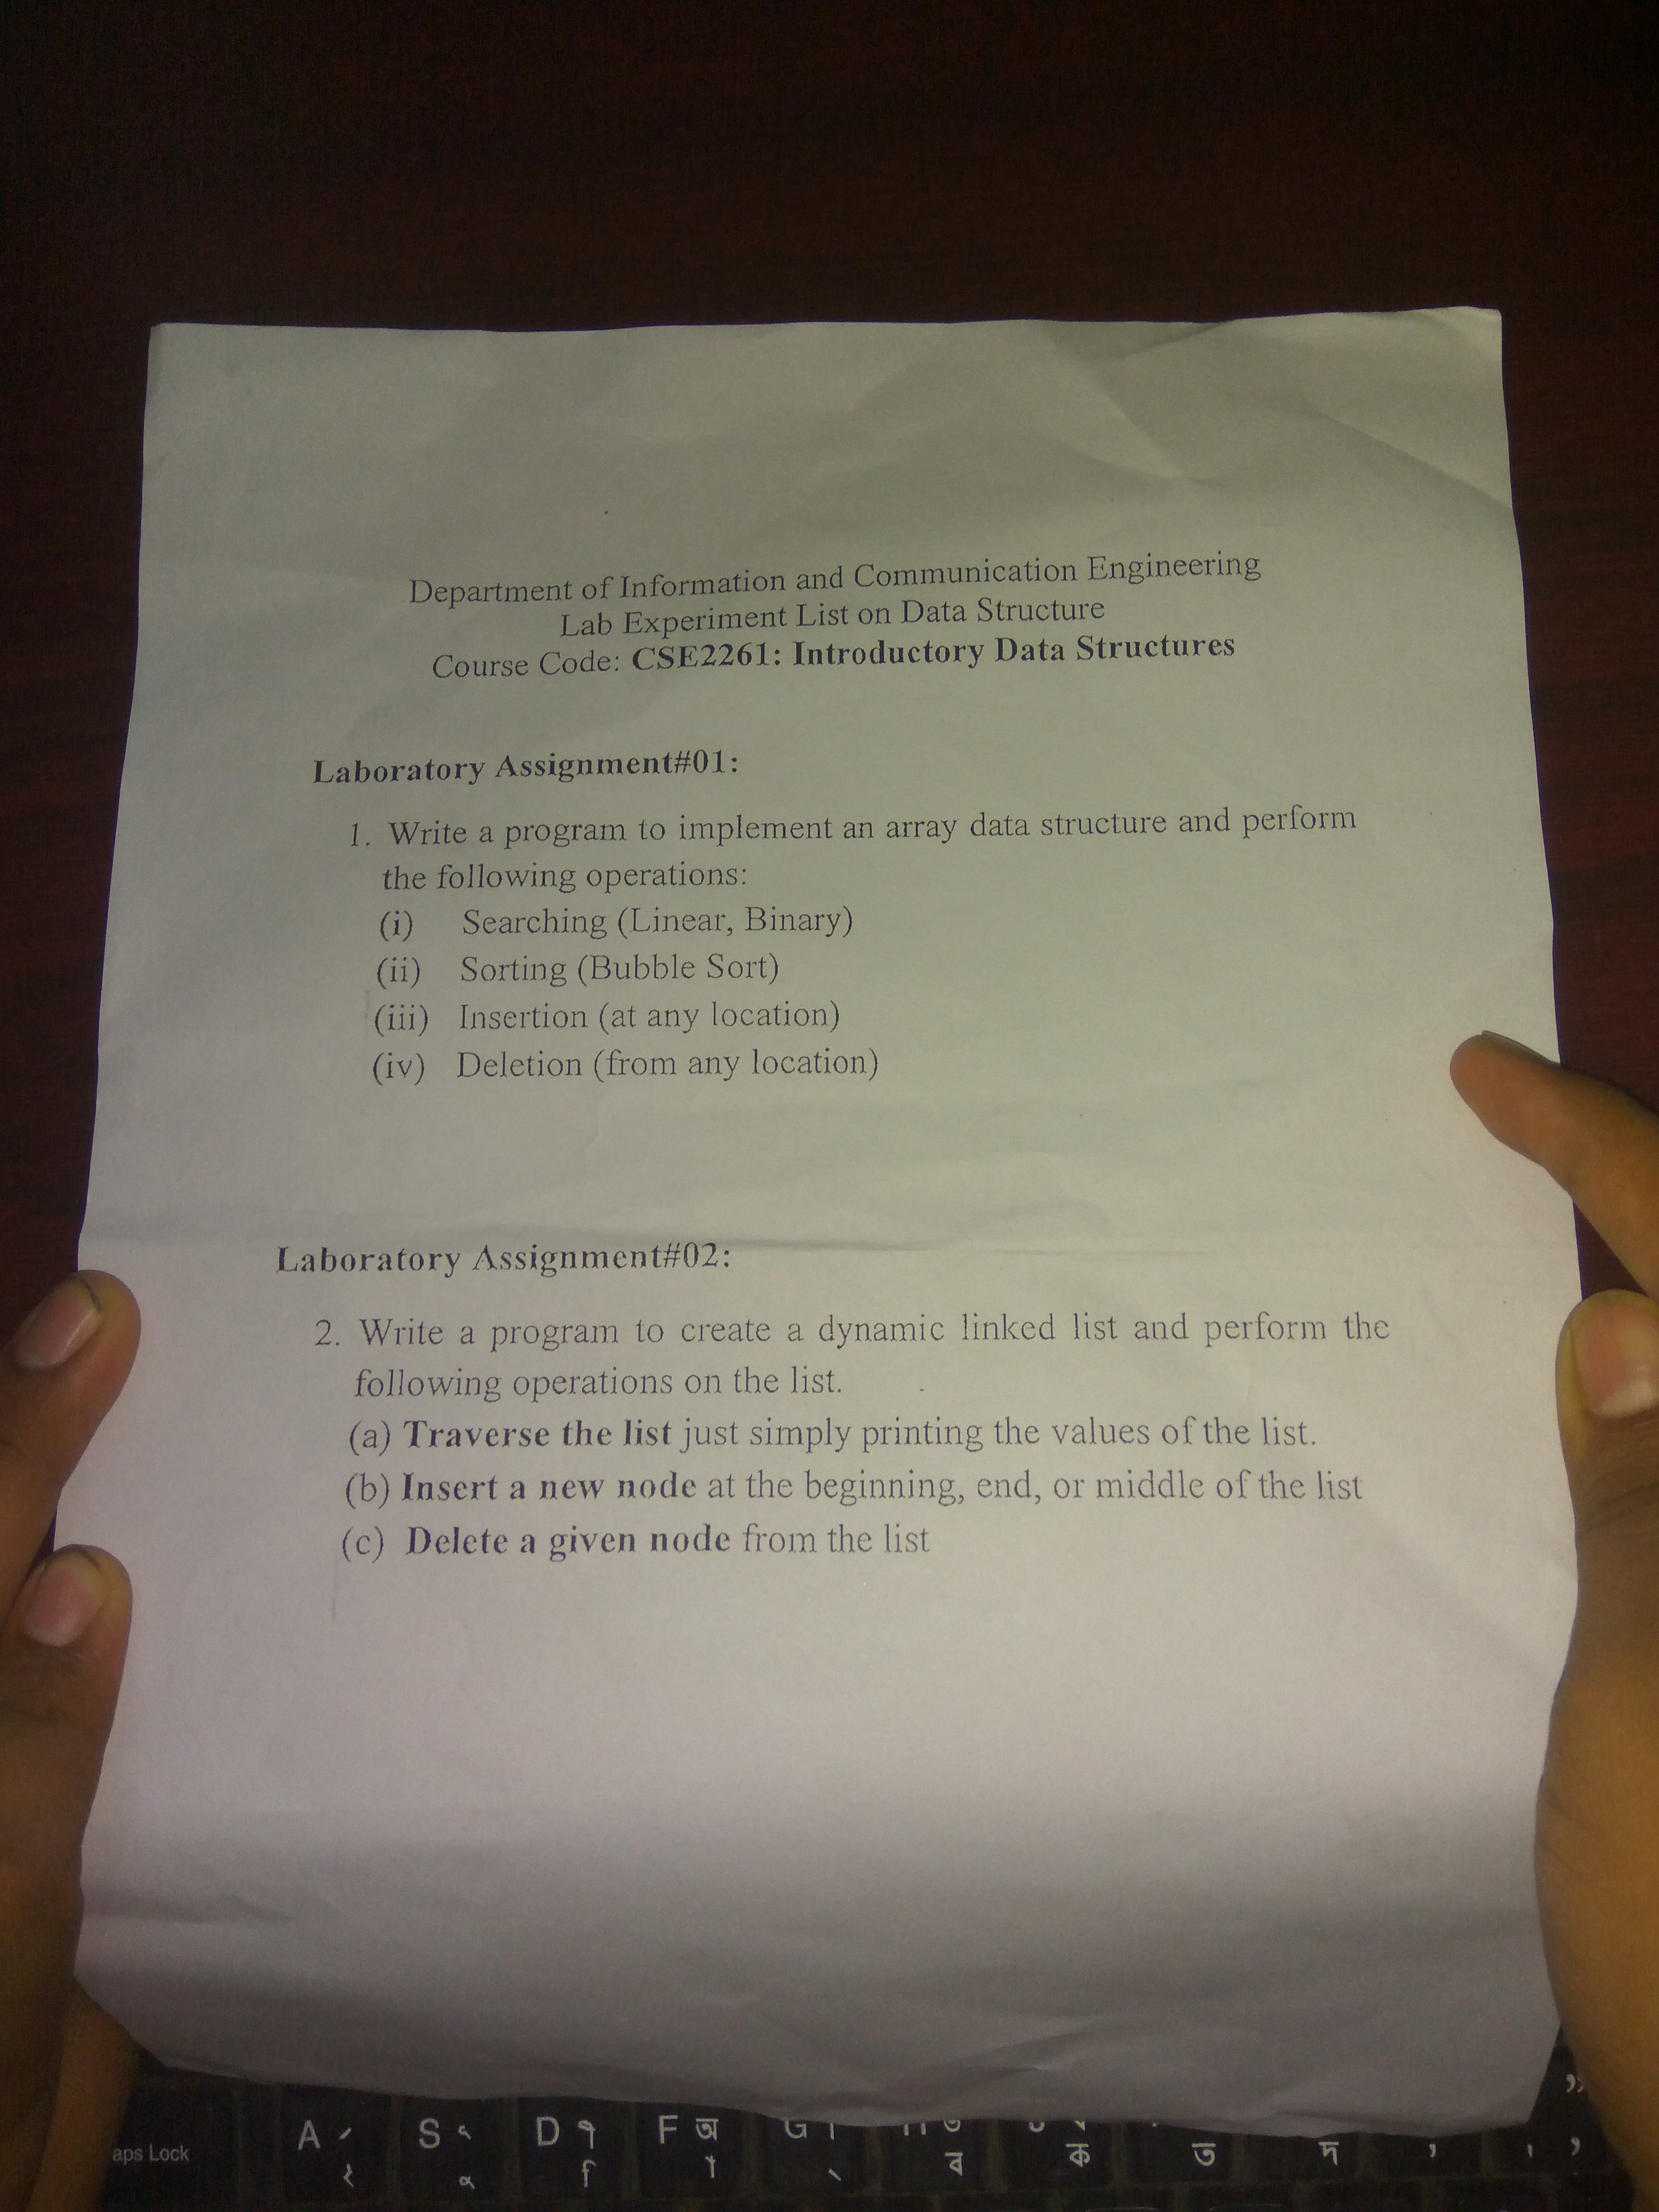 Department of Information and Communication Engineering
Lab Experiment List on Data Structure
Course Code: CSE2261: Introductory Data Structures
Laboratory Assignment#01:
1. Write a program to implement an array data structure and perform
the following operations:
(i) Searching (Linear, Binary)
(ii) Sorting (Bubble Sort)
(iii) Insertion (at any location)
(iv) Deletion (from any location)
Laboratory Assignment#02:
2. Write a program to create a dynamic linked list and perform the
following operations on the list.
(a) Traverse the list just simply printing the values of the list.
(b) Insert a new node at the beginning, end, or middle of the list
(c) Delete a given node from the list
aps Lock A S D F অ G
ব ক ত দ